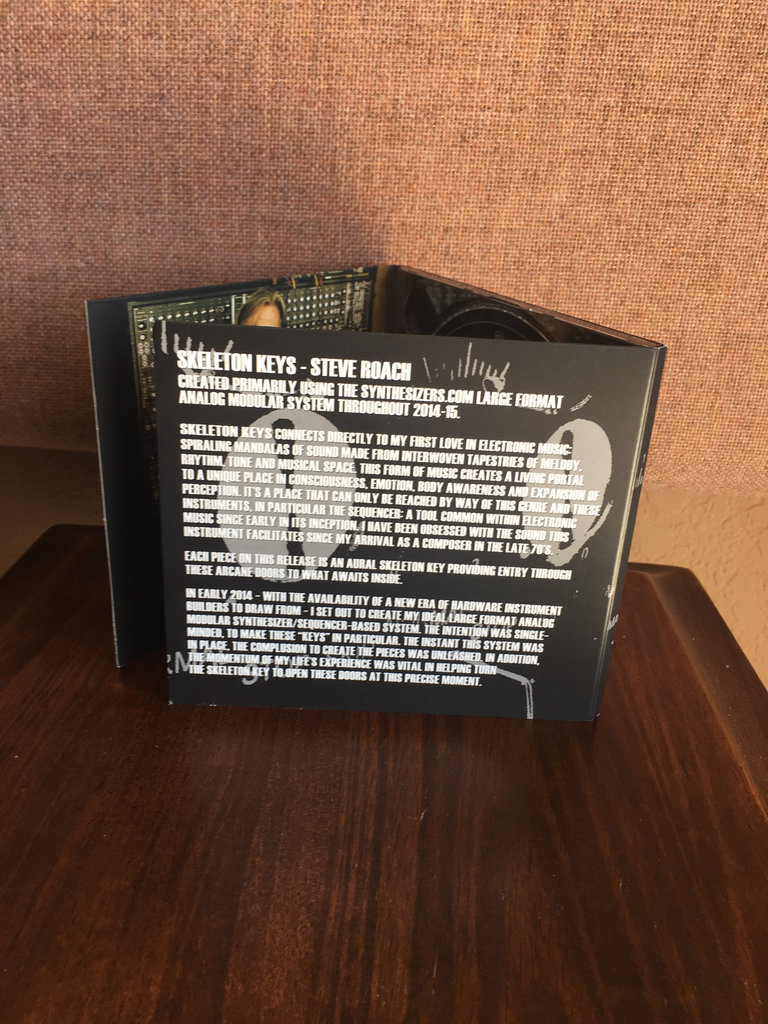 SKELETON KEYS - STEVE ROACH
CREATED PRIMARILY USING THE SYNTHESIZERS.COM LARGE FORMAT
ANALOG MODULAR SYSTEM THROUGHOUT 2014-15.
SKELETON KEYS CONNECTS DIRECTLY TO MY FIRST LOVE IN ELECTRONIC MUSIC:
SPIRALING MANDALAS OF SOUND MADE FROM INTERWOVEN TAPESTRIES OF MELODY,
RHYTHM, TONE AND MUSICAL SPACE. THIS FORM OF MUSIC CREATES A LIVING PORTAL
TO A UNIQUE PLACE IN CONSCIOUSNESS, EMOTION, BODY AWARENESS AND EXPANSION OF
PERCEPTION. IT'S A PLACE THAT CAN ONLY BE REACHED BY WAY OF THIS GENRE AND THESE
INSTRUMENTS, IN PARTICULAR THE SEQUENCER: A TOOL COMMON WITHIN ELECTRONIC
MUSIC SINCE EARLY IN ITS INCEPTION. I HAVE BEEN OBSESSED WITH THE SOUND THIS
INSTRUMENT FACILITATES SINCE MY ARRIVAL AS A COMPOSER IN THE LATE 70'S.
EACH PIECE ON THIS RELEASE IS AN AURAL SKELETON KEY PROVIDING ENTRY THROUGH
THESE ARCANE DOORS TO WHAT AWAITS INSIDE.
IN EARLY 2014 - WITH THE AVAILABILITY OF A NEW ERA OF HARDWARE INSTRUMENT
BUILDERS TO DRAW FROM - I SET OUT TO CREATE MY IDEAL LARGE FORMAT ANALOG
MODULAR SYNTHESIZER/SEQUENCER-BASED SYSTEM. THE INTENTION WAS SINGLE-
MINDED, TO MAKE THESE "KEYS" IN PARTICULAR. THE INSTANT THIS SYSTEM WAS
IN PLACE, THE COMPLUSION TO CREATE THE PIECES WAS UNLEASHED. IN ADDITION,
THE MOMENTUM OF MY LIFE'S EXPERIENCE WAS VITAL IN HELPING TURN
THE SKELETON KEY TO OPEN THESE DOORS AT THIS PRECISE MOMENT.